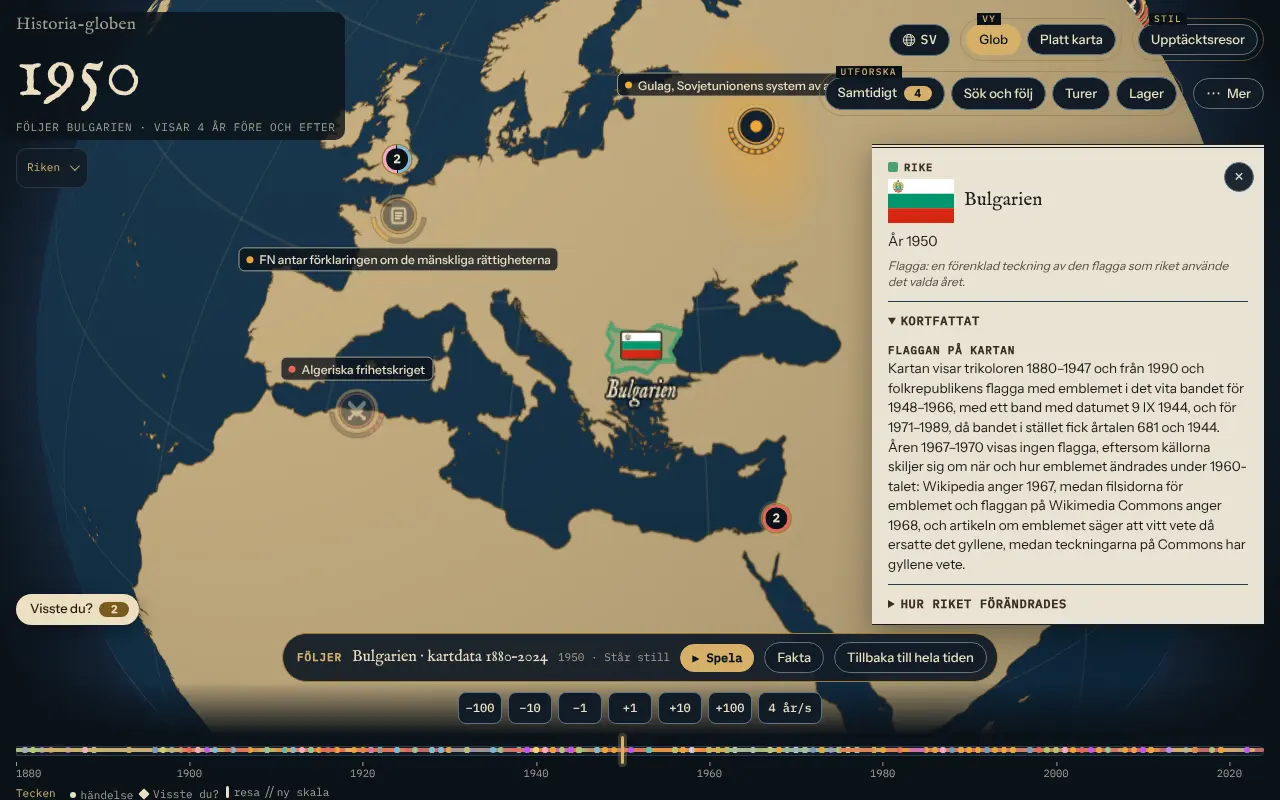 Historia-globen
1950
FÖLJER BULGARIEN · VISAR 4 ÅR FÖRE OCH EFTER
Riken
SV
VY
Glob
Platt karta
STIL
Upptäcktsresor
UTFORSKA
Samtidigt 4
Sök och följ
Turer
Lager
··· Mer
Gulag, Sovjetunionens system av
2
FN antar förklaringen om de mänskliga rättigheterna
Algeriska frihetskriget
Bulgarien
2
RIKE
×
Bulgarien
År 1950
Flagga: en förenklad teckning av den flagga som riket använde
det valda året.
▼ KORTFATTAT
FLAGGAN PÅ KARTAN
Kartan visar trikoloren 1880–1947 och från 1990 och
folkrepublikens flagga med emblemet i det vita bandet för
1948–1966, med ett band med datumet 9 IX 1944, och för
1971–1989, då bandet i stället fick årtalen 681 och 1944.
Åren 1967–1970 visas ingen flagga, eftersom källorna
skiljer sig om när och hur emblemet ändrades under 1960-
talet: Wikipedia anger 1967, medan filsidorna för
emblemet och flaggan på Wikimedia Commons anger
1968, och artikeln om emblemet säger att vitt vete då
ersatte det gyllene, medan teckningarna på Commons har
gyllene vete.
▶ HUR RIKET FÖRÄNDRADES
Visste du? 2
FÖLJER Bulgarien · kartdata 1880–2024 1950 · Står still ▶ Spela Fakta Tillbaka till hela tiden
−100 −10 −1 +1 +10 +100 4 år/s
1880 1900 1920 1940 1960 1980 2000 2020
Tecken händelse Visste du? resa // ny skala